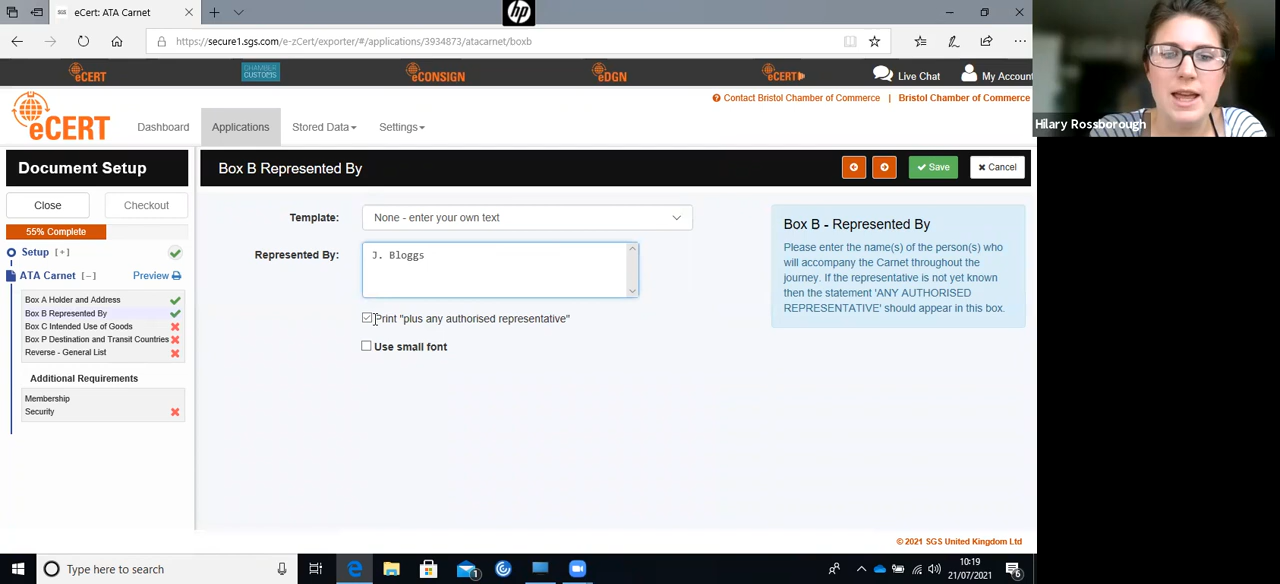 SGS eCert: ATA Carnet
hp
https://secure1.sgs.com/e-zCert/exporter/#/applications/3934873/atacarnet/boxb
eCERT
CHAMBER CUSTOMS
eCONSIGN
eDGN
eCERT
Live Chat
My Account
Contact Bristol Chamber of Commerce | Bristol Chamber of Commerce
eCERT
Dashboard
Applications
Stored Data
Settings
Hilary Rossborough
Document Setup
Box B Represented By
Save
Cancel
Close
Checkout
55% Complete
Setup [+]
ATA Carnet [–]
Preview
Box A Holder and Address
Box B Represented By
Box C Intended Use of Goods
Box P Destination and Transit Countries
Reverse - General List
Additional Requirements
Membership
Security
Template:
None - enter your own text
Represented By:
J. Bloggs
Print "plus any authorised representative"
Use small font
Box B - Represented By
Please enter the name(s) of the person(s) who
will accompany the Carnet throughout the
journey. If the representative is not yet known
then the statement 'ANY AUTHORISED
REPRESENTATIVE' should appear in this box.
© 2021 SGS United Kingdom Ltd
Type here to search
1
10:19
21/07/2021
6